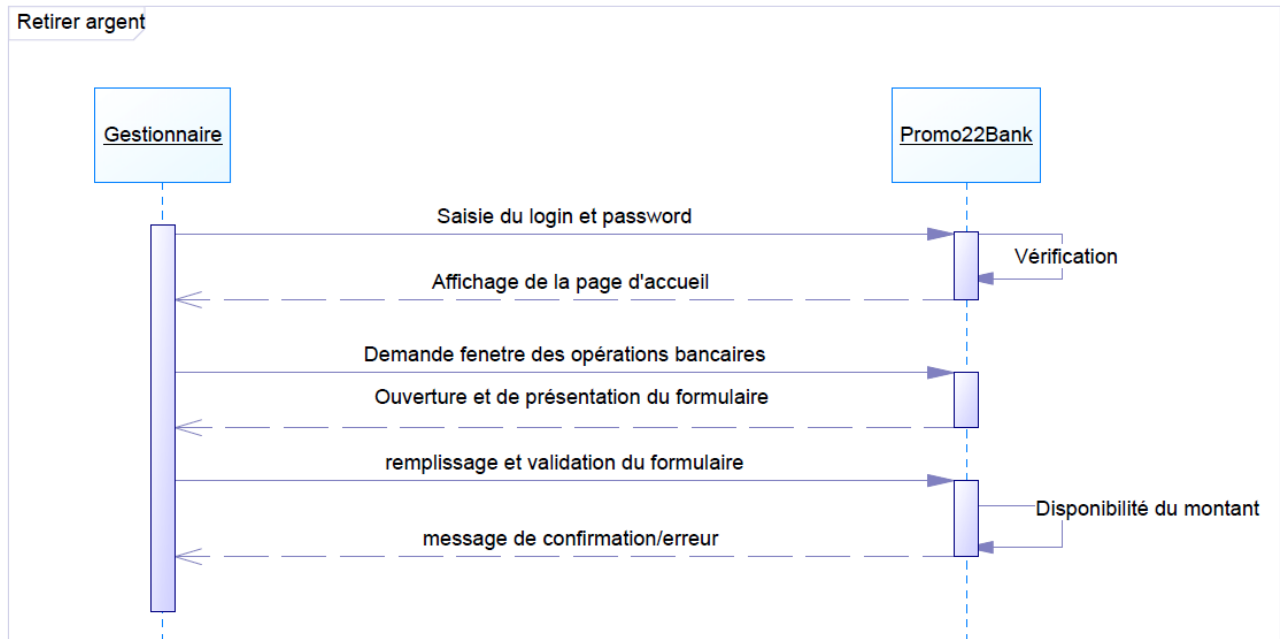 Retirer argent
Gestionnaire
Promo22Bank
Saisie du login et password
Vérification
Affichage de la page d'accueil
Demande fenetre des opérations bancaires
Ouverture et de présentation du formulaire
remplissage et validation du formulaire
Disponibilité du montant
message de confirmation/erreur